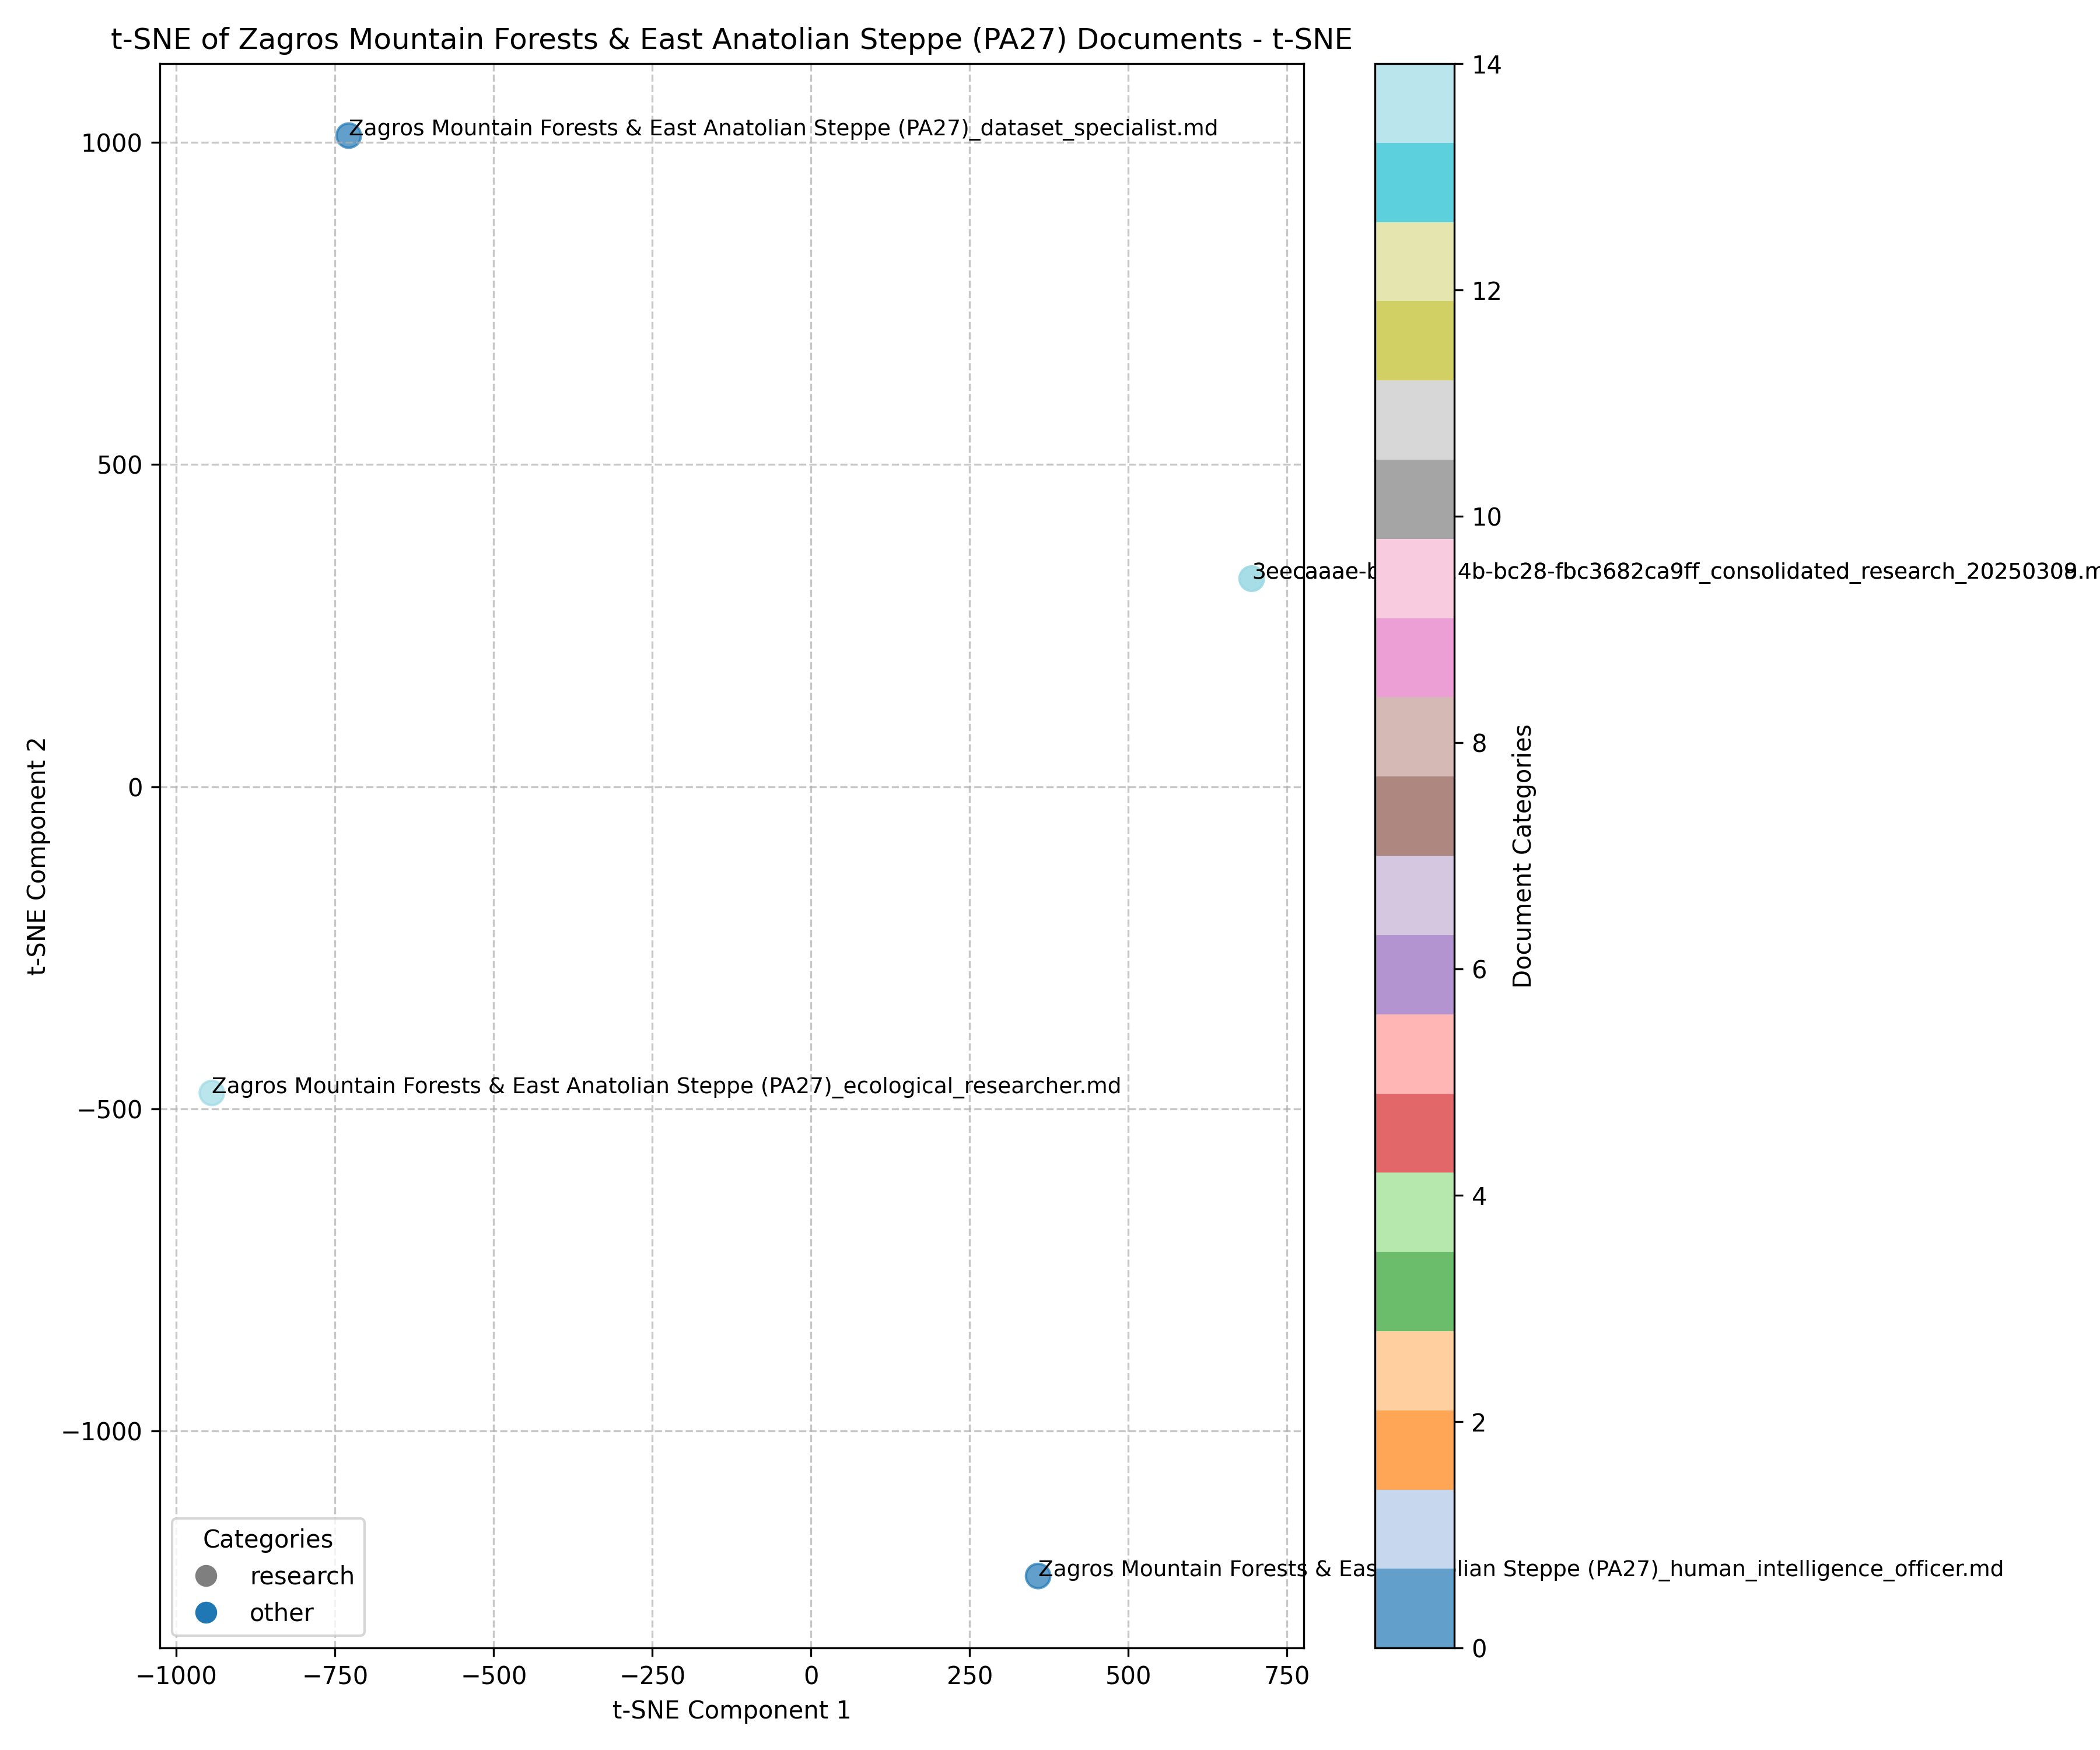 t-SNE of Zagros Mountain Forests & East Anatolian Steppe (PA27) Documents - t-SNE
Zagros Mountain Forests & East Anatolian Steppe (PA27)_dataset_specialist.md
3eecaaae-b 4b-bc28-fbc3682ca9ff_consolidated_research_2025030
Zagros Mountain Forests & East Anatolian Steppe (PA27)_ecological_researcher.md
Zagros Mountain Forests & Eas lian Steppe (PA27)_human_intelligence_officer.md
t-SNE Component 2
1000
500
0
−500
−1000
Categories
research
other
−1000 −750 −500 −250 0 250 500 750
t-SNE Component 1
14
12
10
8
6
4
2
0
Document Categories